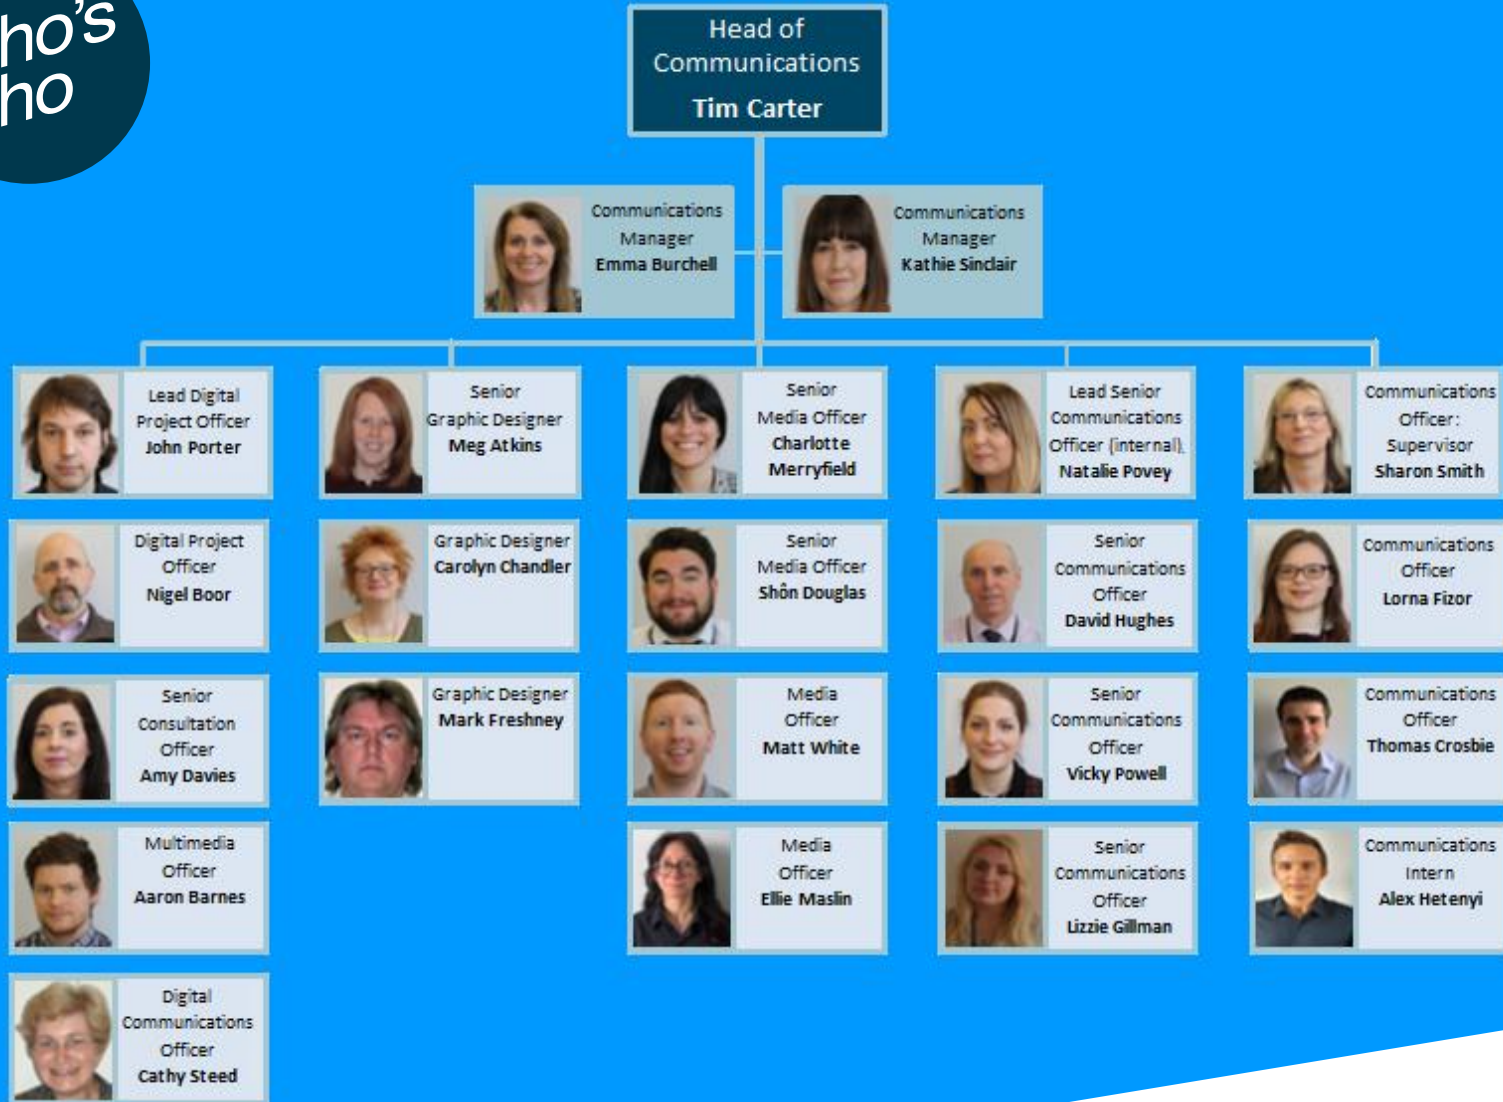 ho's
ho
Head of
Communications
Tim Carter
Communications
Manager
Emma Burchell
Communications
Manager
Kathie Sinclair
Lead Digital
Project Officer
John Porter
Senior
Graphic Designer
Meg Atkins
Senior
Media Officer
Charlotte
Merryfield
Lead Senior
Communications
Officer (internal),
Natalie Povey
Communications
Officer:
Supervisor
Sharon Smith
Digital Project
Officer
Nigel Boor
Graphic Designer
Carolyn Chandler
Senior
Media Officer
Shôn Douglas
Senior
Communications
Officer
David Hughes
Communications
Officer
Lorna Fizor
Senior
Consultation
Officer
Amy Davies
Graphic Designer
Mark Freshney
Media
Officer
Matt White
Senior
Communications
Officer
Vicky Powell
Communications
Officer
Thomas Crosbie
Multimedia
Officer
Aaron Barnes
Media
Officer
Ellie Maslin
Senior
Communications
Officer
Lizzie Gillman
Communications
Intern
Alex Hetenyi
Digital
Communications
Officer
Cathy Steed